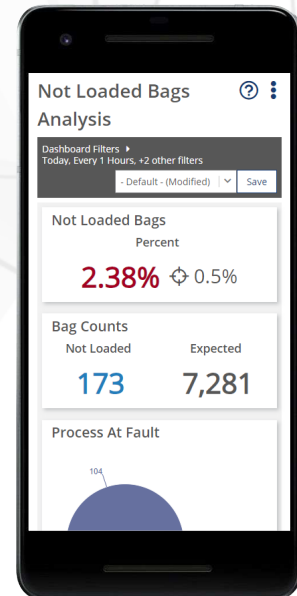 Not Loaded Bags
Analysis
Dashboard Filters
Today, Every 1 Hours, +2 other filters
- Default - (Modified)
Save
Not Loaded Bags
Percent
2.38% 0.5%
Bag Counts
Not Loaded Expected
173 7,281
Process At Fault
104